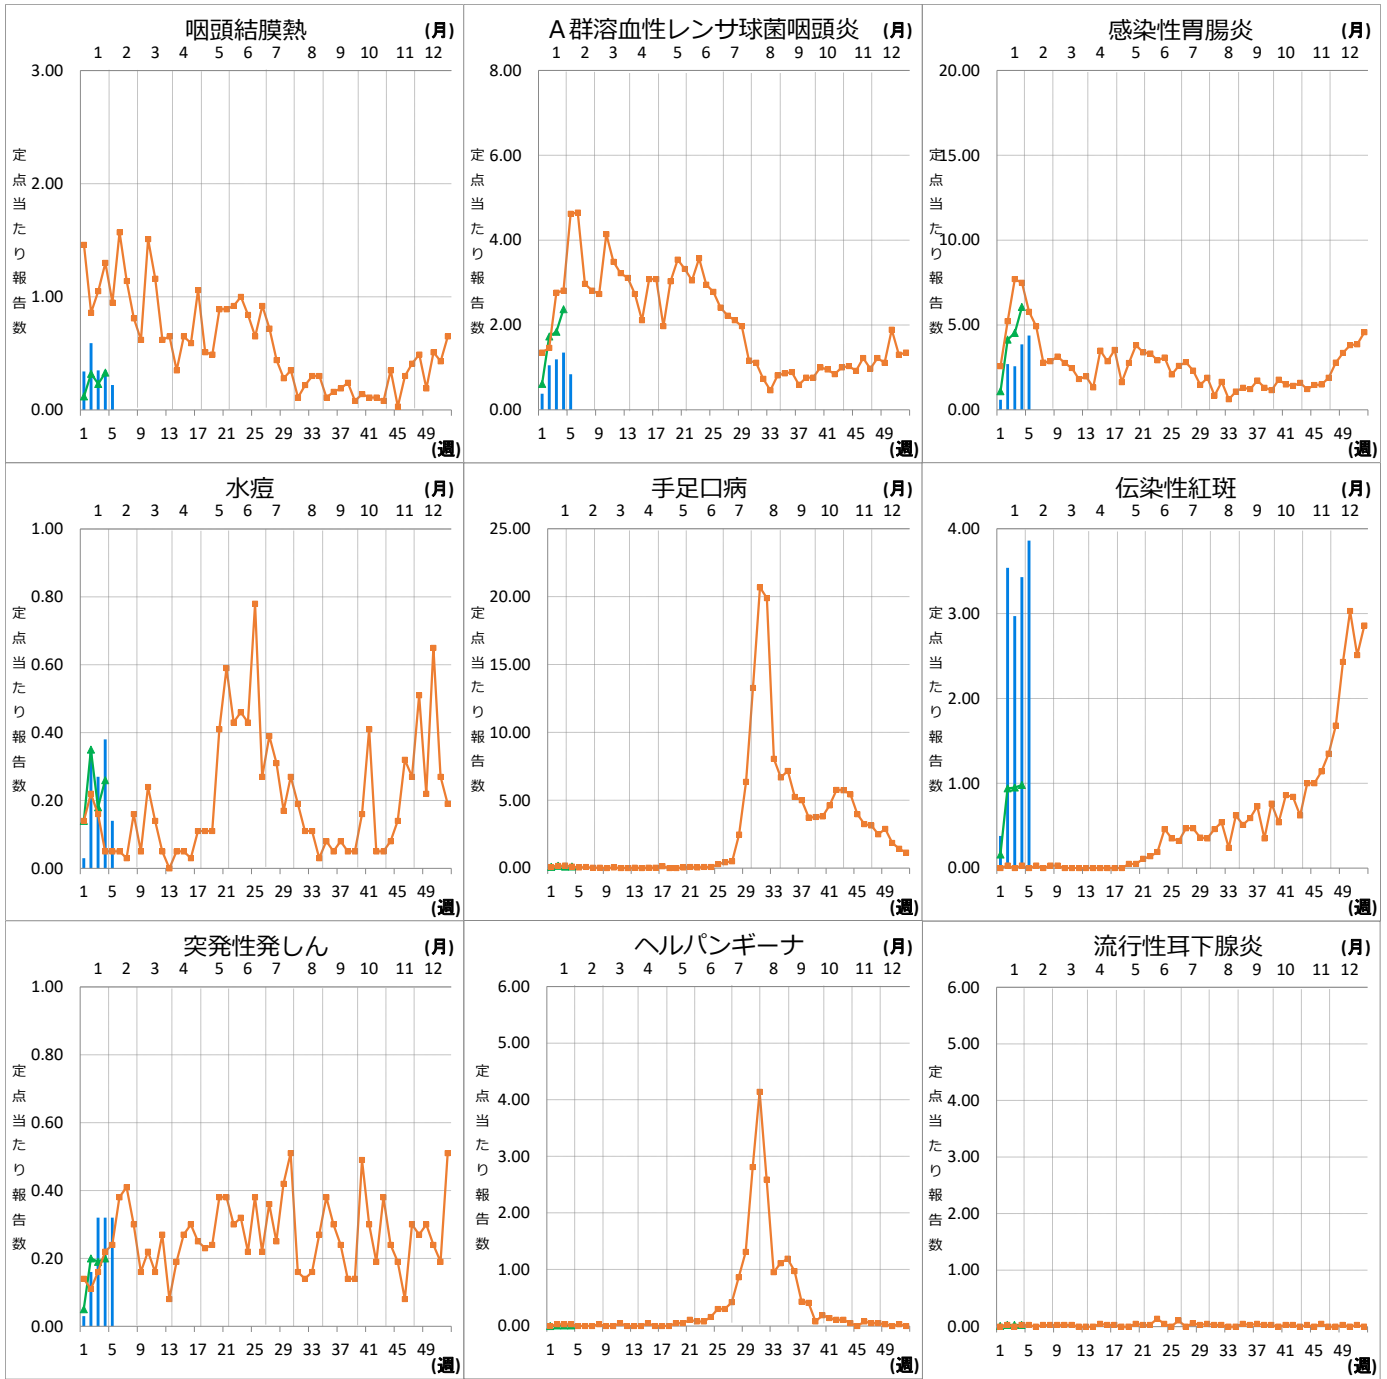 咽頭結膜熱 (月)
1 2 3 4 5 6 7 8 9 10 11 12
3.00
2.00
1.00
0.00
定点当たり報告数
1 5 9 13 17 21 25 29 33 37 41 45 49
(週)
A群溶血性レンサ球菌咽頭炎 (月)
1 2 3 4 5 6 7 8 9 10 11 12
8.00
6.00
4.00
2.00
0.00
定点当たり報告数
1 5 9 13 17 21 25 29 33 37 41 45 49
(週)
感染性胃腸炎 (月)
1 2 3 4 5 6 7 8 9 10 11 12
20.00
15.00
10.00
5.00
0.00
定点当たり報告数
1 5 9 13 17 21 25 29 33 37 41 45 49
(週)
水痘 (月)
1 2 3 4 5 6 7 8 9 10 11 12
1.00
0.80
0.60
0.40
0.20
0.00
定点当たり報告数
1 5 9 13 17 21 25 29 33 37 41 45 49
(週)
手足口病 (月)
1 2 3 4 5 6 7 8 9 10 11 12
25.00
20.00
15.00
10.00
5.00
0.00
定点当たり報告数
1 5 9 13 17 21 25 29 33 37 41 45 49
(週)
伝染性紅斑 (月)
1 2 3 4 5 6 7 8 9 10 11 12
4.00
3.00
2.00
1.00
0.00
定点当たり報告数
1 5 9 13 17 21 25 29 33 37 41 45 49
(週)
突発性発しん (月)
1 2 3 4 5 6 7 8 9 10 11 12
1.00
0.80
0.60
0.40
0.20
0.00
定点当たり報告数
1 5 9 13 17 21 25 29 33 37 41 45 49
(週)
ヘルパンギーナ (月)
1 2 3 4 5 6 7 8 9 10 11 12
6.00
5.00
4.00
3.00
2.00
1.00
0.00
定点当たり報告数
1 5 9 13 17 21 25 29 33 37 41 45 49
(週)
流行性耳下腺炎 (月)
1 2 3 4 5 6 7 8 9 10 11 12
6.00
5.00
4.00
3.00
2.00
1.00
0.00
定点当たり報告数
1 5 9 13 17 21 25 29 33 37 41 45 49
(週)